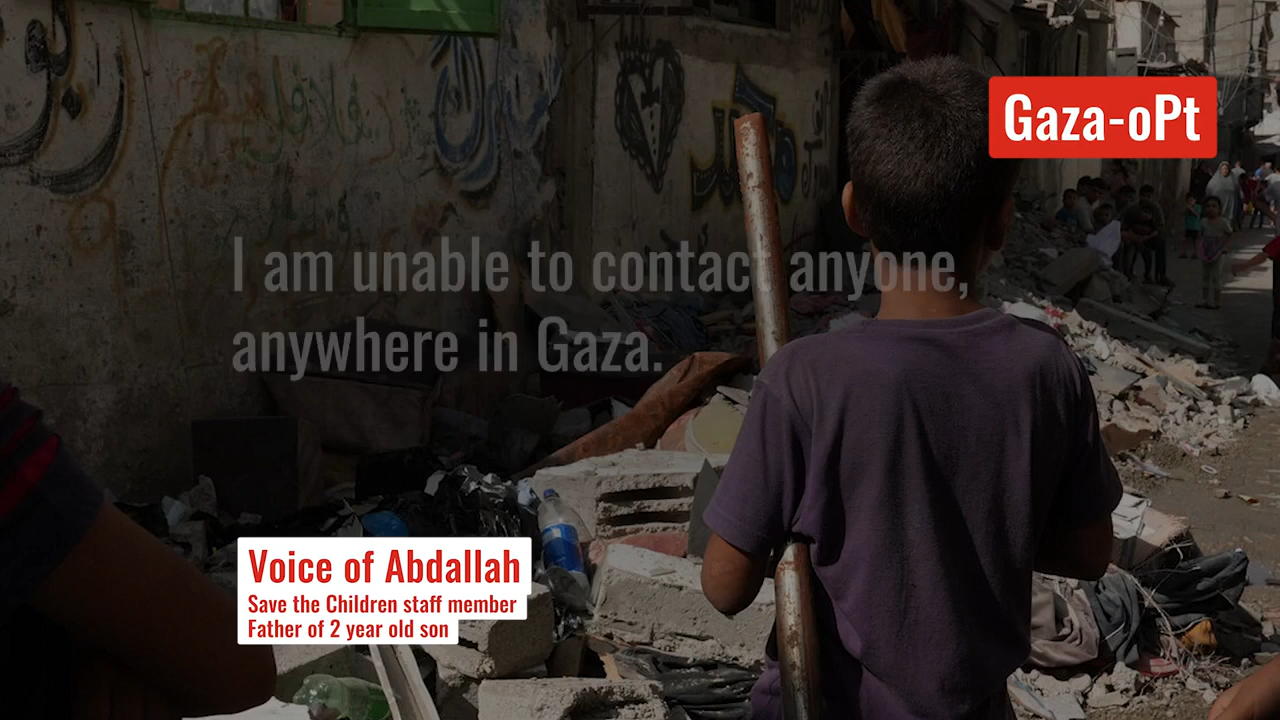 Gaza-oPt
I am unable to contact anyone,
anywhere in Gaza.
Voice of Abdallah
Save the Children staff member
Father of 2 year old son